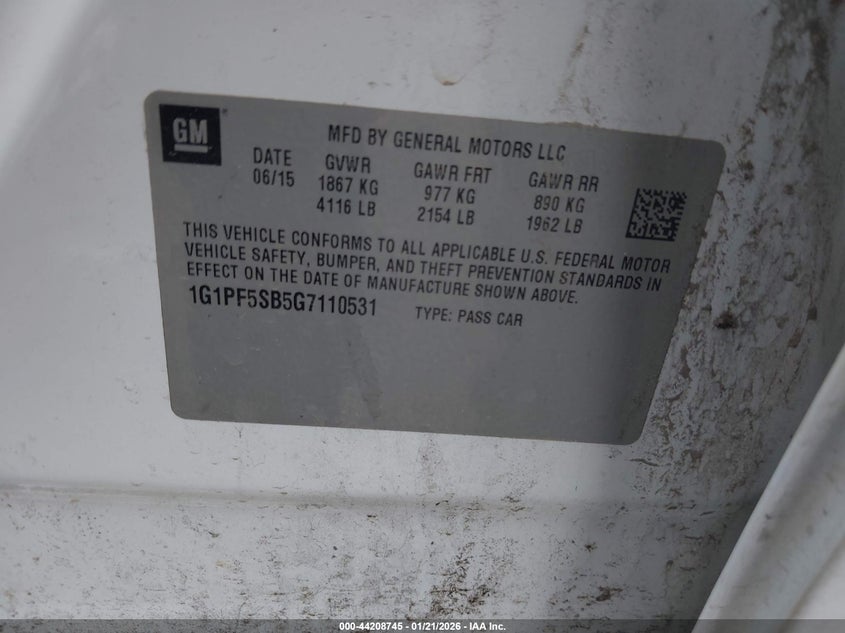 GM®
MFD BY GENERAL MOTORS LLC
DATE GVWR GAWR FRT GAWR RR
06/15 1867 KG 977 KG 890 KG
4116 LB 2154 LB 1962 LB
THIS VEHICLE CONFORMS TO ALL APPLICABLE U.S. FEDERAL MOTOR
VEHICLE SAFETY, BUMPER, AND THEFT PREVENTION STANDARDS IN
EFFECT ON THE DATE OF MANUFACTURE SHOWN ABOVE.
1G1PF5SB5G7110531 TYPE: PASS CAR
000-44208745 - 01/21/2026 - IAA Inc.